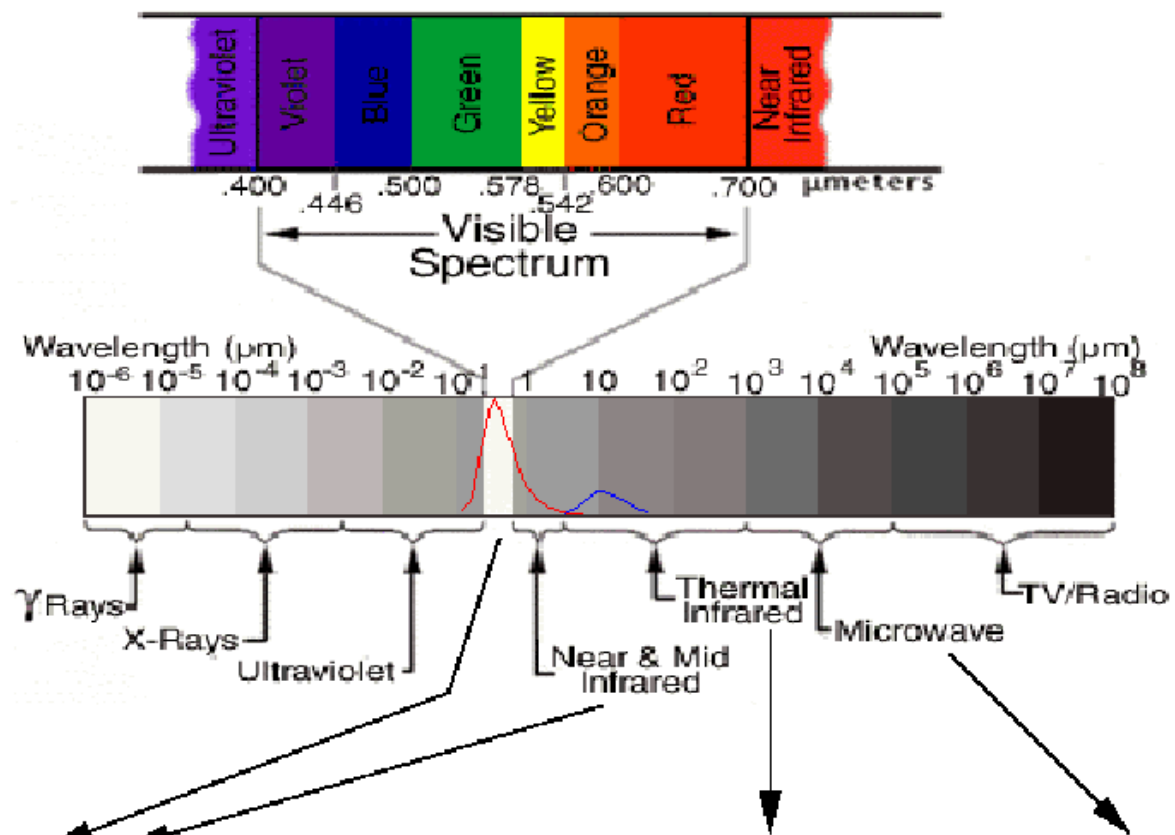 Ultraviolet
Violet
Blue
Green
Yellow
Orange
Red
Near
Infrared
.400 .500 .578 .600 .700 μmeters
.446 .542
Visible
Spectrum
Wavelength (μm) Wavelength (μm)
10⁻⁶ 10⁻⁵ 10⁻⁴ 10⁻³ 10⁻² 10⁻¹ 1 10 10² 10³ 10⁴ 10⁵ 10⁶ 10⁷ 10⁸
γ Rays
X-Rays
Ultraviolet
Near & Mid
Infrared
Thermal
Infrared
Microwave
TV/Radio